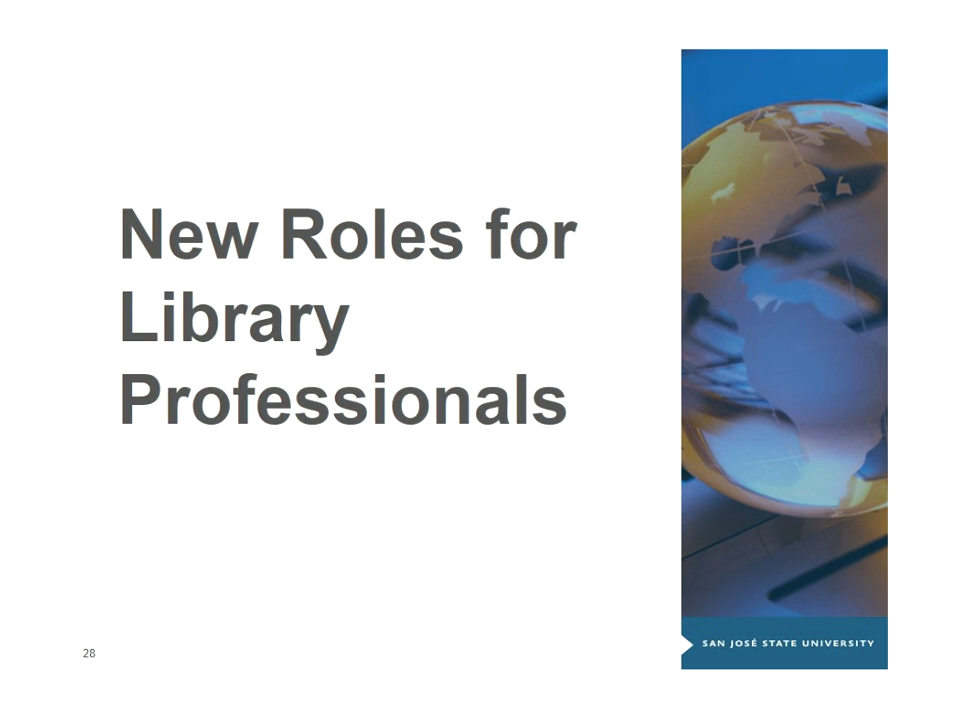 New Roles for
Library
Professionals
28
SAN JOSÉ STATE UNIVERSITY